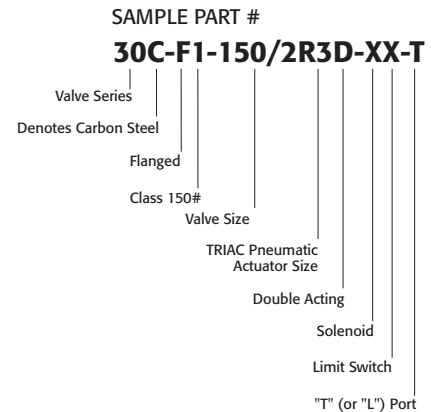 SAMPLE PART #
30C-F1-150/2R3D-XX-T
Valve Series
Denotes Carbon Steel
Flanged
Class 150#
Valve Size
TRIAC Pneumatic
Actuator Size
Double Acting
Solenoid
Limit Switch
"T" (or "L") Port